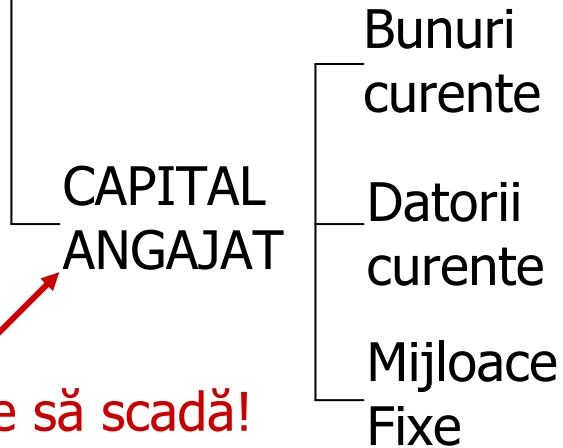 Bunuri
curente
CAPITAL
ANGAJAT
Datorii
curente
Mijloace
Fixe
e să scadă!